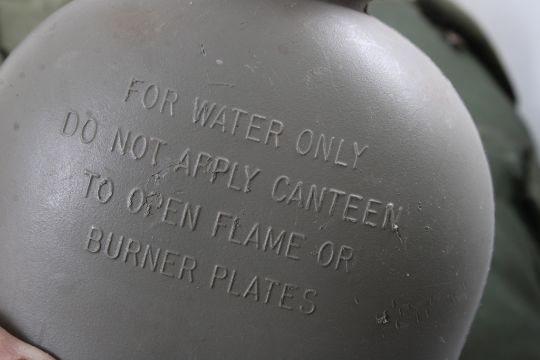 FOR WATER ONLY
DO NOT APPLY CANTEEN
TO OPEN FLAME OR
BURNER PLATES